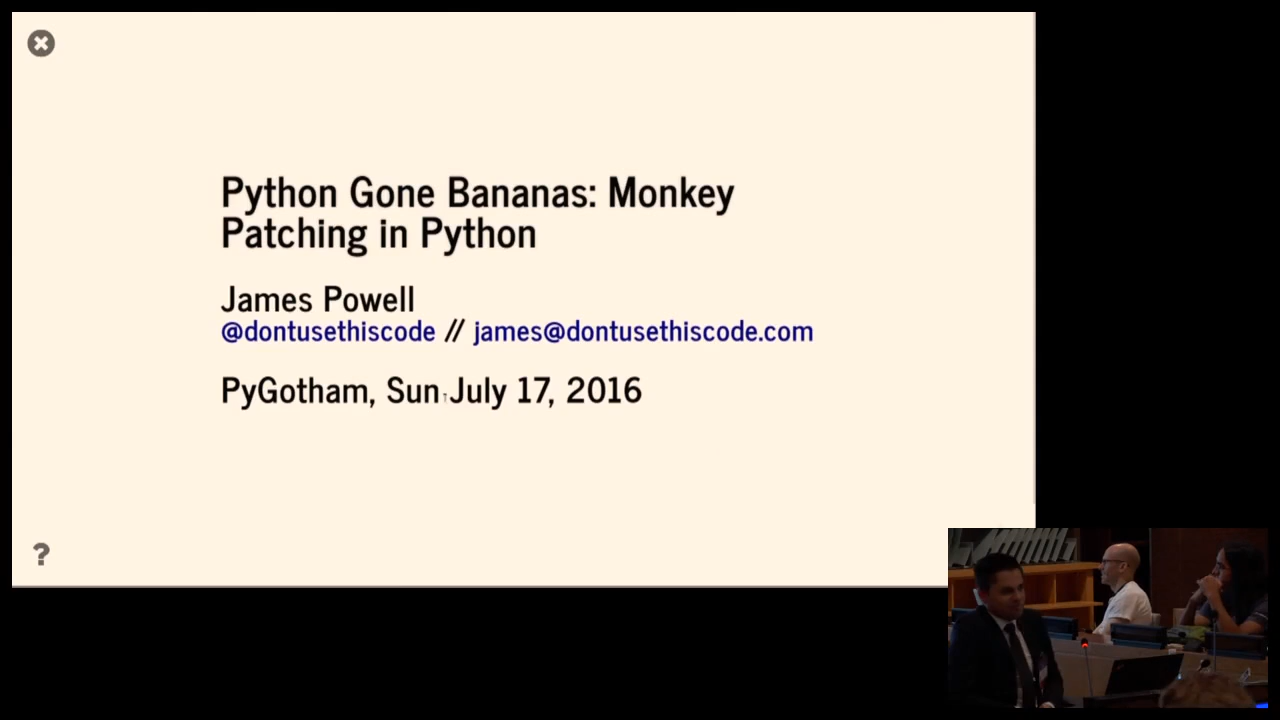 Python Gone Bananas: Monkey
Patching in Python
James Powell
@dontusethiscode // james@dontusethiscode.com
PyGotham, Sun July 17, 2016
?